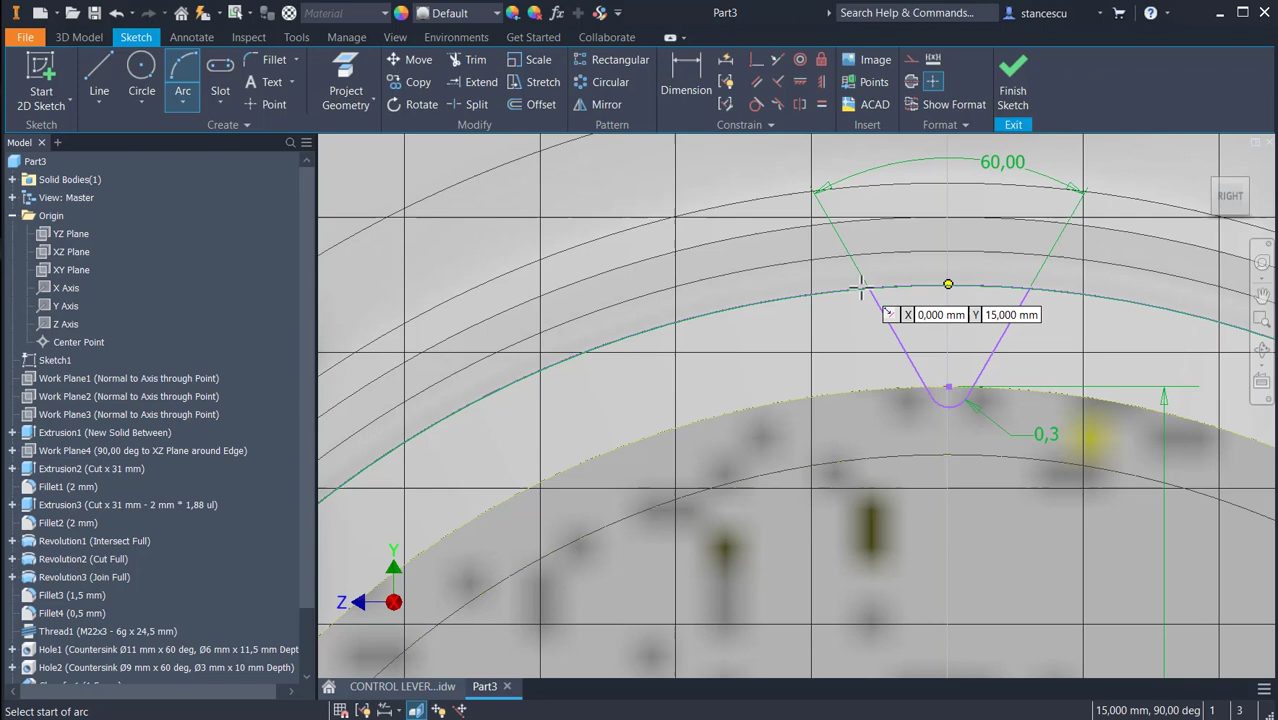 Material
Default
Part3
Search Help & Commands...
stancescu
File
3D Model
Sketch
Annotate
Inspect
Tools
Manage
View
Environments
Get Started
Collaborate
Start
2D Sketch
Line
Circle
Arc
Slot
Fillet
Text
Point
Project
Geometry
Move
Copy
Rotate
Trim
Extend
Split
Scale
Stretch
Offset
Rectangular
Circular
Mirror
Dimension
Image
Points
ACAD
Show Format
Finish
Sketch
Sketch
Create
Modify
Pattern
Constrain
Insert
Format
Exit
Model
Part3
Solid Bodies(1)
View: Master
Origin
YZ Plane
XZ Plane
XY Plane
X Axis
Y Axis
Z Axis
Center Point
Sketch1
Work Plane1 (Normal to Axis through Point)
Work Plane2 (Normal to Axis through Point)
Work Plane3 (Normal to Axis through Point)
Extrusion1 (New Solid Between)
Work Plane4 (90,00 deg to XZ Plane around Edge)
Extrusion2 (Cut x 31 mm)
Fillet1 (2 mm)
Extrusion3 (Cut x 31 mm - 2 mm * 1,88 ul)
Fillet2 (2 mm)
Revolution1 (Intersect Full)
Revolution2 (Cut Full)
Revolution3 (Join Full)
Fillet3 (1,5 mm)
Fillet4 (0,5 mm)
Thread1 (M22x3 - 6g x 24,5 mm)
Hole1 (Countersink Ø11 mm x 60 deg, Ø6 mm x 11,5 mm Depth
Hole2 (Countersink Ø9 mm x 60 deg, Ø3 mm x 10 mm Depth)
60,00
RIGHT
X 0,000 mm Y 15,000 mm
0,3
Y
Z
CONTROL LEVER...idw
Part3
Select start of arc
15,000 mm, 90,00 deg
1
3